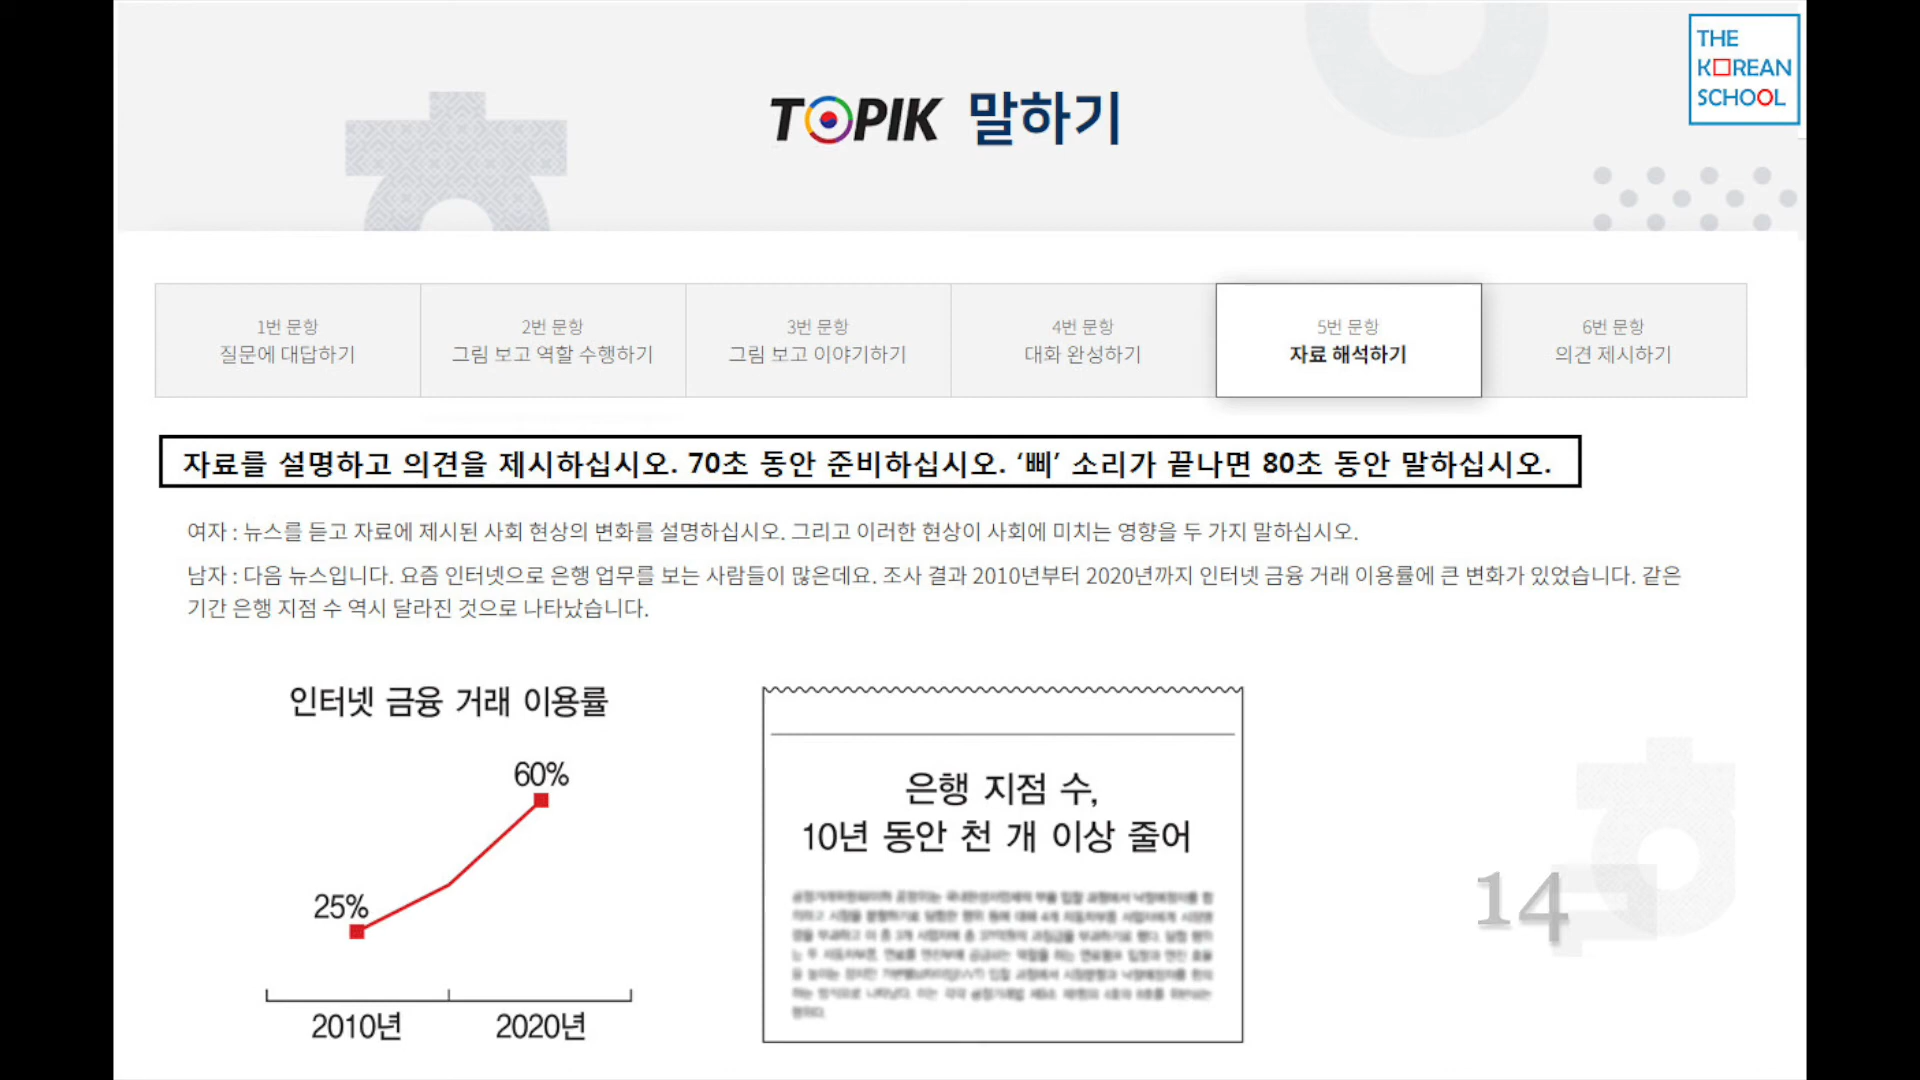 THE
KOREAN
SCHOOL
TOPIK 말하기
1번 문항
질문에 대답하기
2번 문항
그림 보고 역할 수행하기
3번 문항
그림 보고 이야기하기
4번 문항
대화 완성하기
5번 문항
자료 해석하기
6번 문항
의견 제시하기
자료를 설명하고 의견을 제시하십시오. 70초 동안 준비하십시오. ‘삐’ 소리가 끝나면 80초 동안 말하십시오.
여자 : 뉴스를 듣고 자료에 제시된 사회 현상의 변화를 설명하십시오. 그리고 이러한 현상이 사회에 미치는 영향을 두 가지 말하십시오.
남자 : 다음 뉴스입니다. 요즘 인터넷으로 은행 업무를 보는 사람들이 많은데요. 조사 결과 2010년부터 2020년까지 인터넷 금융 거래 이용률에 큰 변화가 있었습니다. 같은
기간 은행 지점 수 역시 달라진 것으로 나타났습니다.
인터넷 금융 거래 이용률
60%
25%
2010년 2020년
은행 지점 수,
10년 동안 천 개 이상 줄어
14